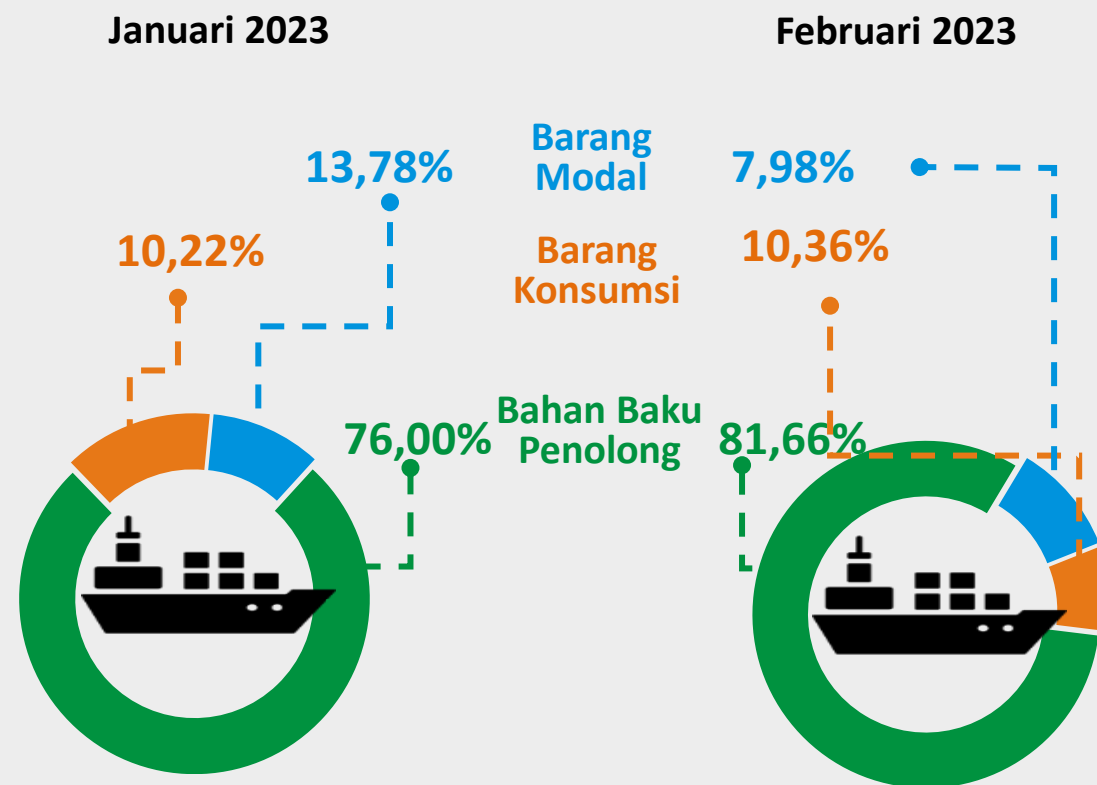 Januari 2023
Februari 2023
13,78%
Barang
Modal
7,98%
10,22%
Barang
Konsumsi
10,36%
76,00%
Bahan Baku
Penolong
81,66%